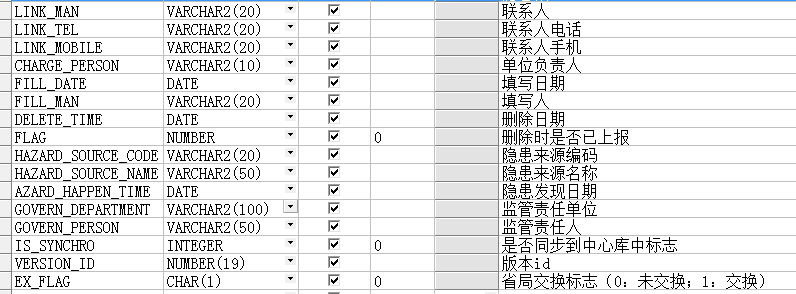 LINK_MAN VARCHAR2(20) 联系人
LINK_TEL VARCHAR2(20) 联系人电话
LINK_MOBILE VARCHAR2(20) 联系人手机
CHARGE_PERSON VARCHAR2(10) 单位负责人
FILL_DATE DATE 填写日期
FILL_MAN VARCHAR2(20) 填写人
DELETE_TIME DATE 删除日期
FLAG NUMBER 0 删除时是否已上报
HAZARD_SOURCE_CODE VARCHAR2(20) 隐患来源编码
HAZARD_SOURCE_NAME VARCHAR2(50) 隐患来源名称
AZARD_HAPPEN_TIME DATE 隐患发现日期
GOVERN_DEPARTMENT VARCHAR2(100) 监管责任单位
GOVERN_PERSON VARCHAR2(50) 监管责任人
IS_SYNCHRO INTEGER 0 是否同步到中心库中标志
VERSION_ID NUMBER(19) 版本id
EX_FLAG CHAR(1) 0 省局交换标志（0：未交换；1：交换）